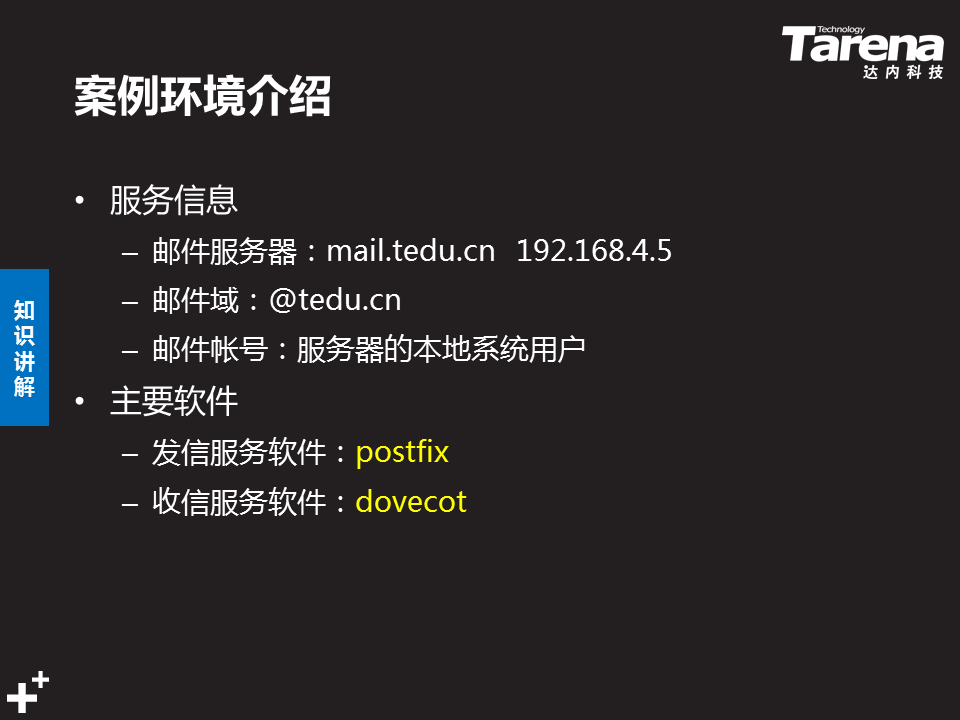 Technology
Tarena
达内科技
案例环境介绍
• 服务信息
– 邮件服务器：mail.tedu.cn 192.168.4.5
– 邮件域：@tedu.cn
– 邮件帐号：服务器的本地系统用户
知识讲解
• 主要软件
– 发信服务软件：postfix
– 收信服务软件：dovecot